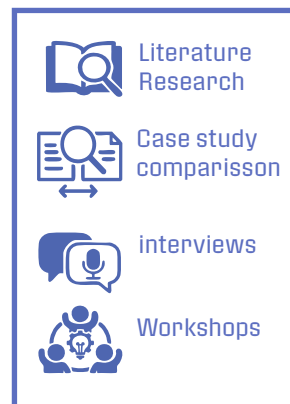 Literature
Research
Case study
comparisson
interviews
Workshops